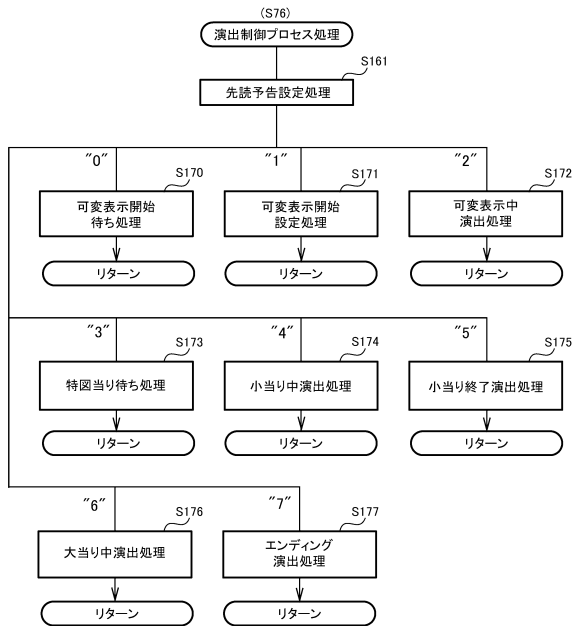 (S76)
演出制御プロセス処理
S161
先読予告設定処理
"0"
"1"
"2"
S170
S171
S172
可変表示開始
待ち処理
可変表示開始
設定処理
可変表示中
演出処理
リターン
リターン
リターン
"3"
"4"
"5"
S173
S174
S175
特図当り待ち処理
小当り中演出処理
小当り終了演出処理
リターン
リターン
リターン
"6"
"7"
S176
S177
大当り中演出処理
エンディング
演出処理
リターン
リターン